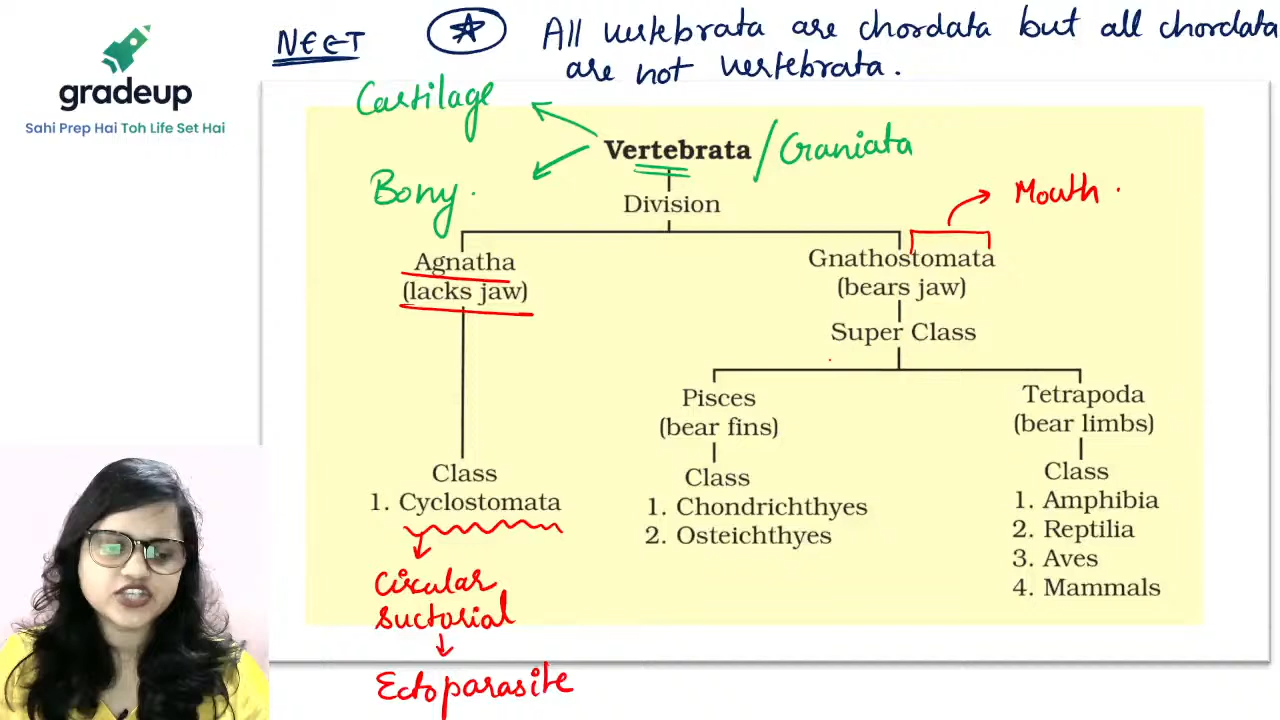 NEET
All vertebrata are chordata but all chordata
are not vertebrata.
gradeup
Sahi Prep Hai Toh Life Set Hai
Cartilage
Vertebrata / Craniata
Bony.
Division
Mouth.
Agnatha
(lacks jaw)
Gnathostomata
(bears jaw)
Super Class
Pisces
(bear fins)
Tetrapoda
(bear limbs)
Class
1. Cyclostomata
Class
1. Chondrichthyes
2. Osteichthyes
Class
1. Amphibia
2. Reptilia
3. Aves
4. Mammals
Circular
Suctorial
Ectoparasite